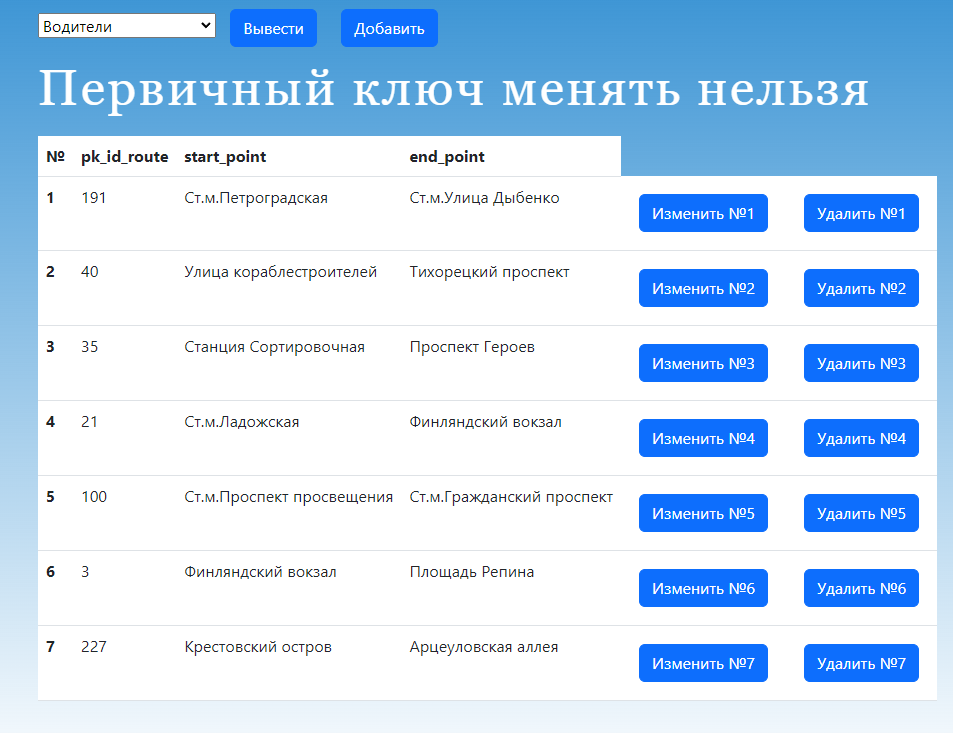 Водители Вывести Добавить
Первичный ключ менять нельзя
№ pk_id_route start_point end_point
1 191 Ст.м.Петроградская Ст.м.Улица Дыбенко Изменить №1 Удалить №1
2 40 Улица кораблестроителей Тихорецкий проспект Изменить №2 Удалить №2
3 35 Станция Сортировочная Проспект Героев Изменить №3 Удалить №3
4 21 Ст.м.Ладожская Финляндский вокзал Изменить №4 Удалить №4
5 100 Ст.м.Проспект просвещения Ст.м.Гражданский проспект Изменить №5 Удалить №5
6 3 Финляндский вокзал Площадь Репина Изменить №6 Удалить №6
7 227 Крестовский остров Арцеуловская аллея Изменить №7 Удалить №7